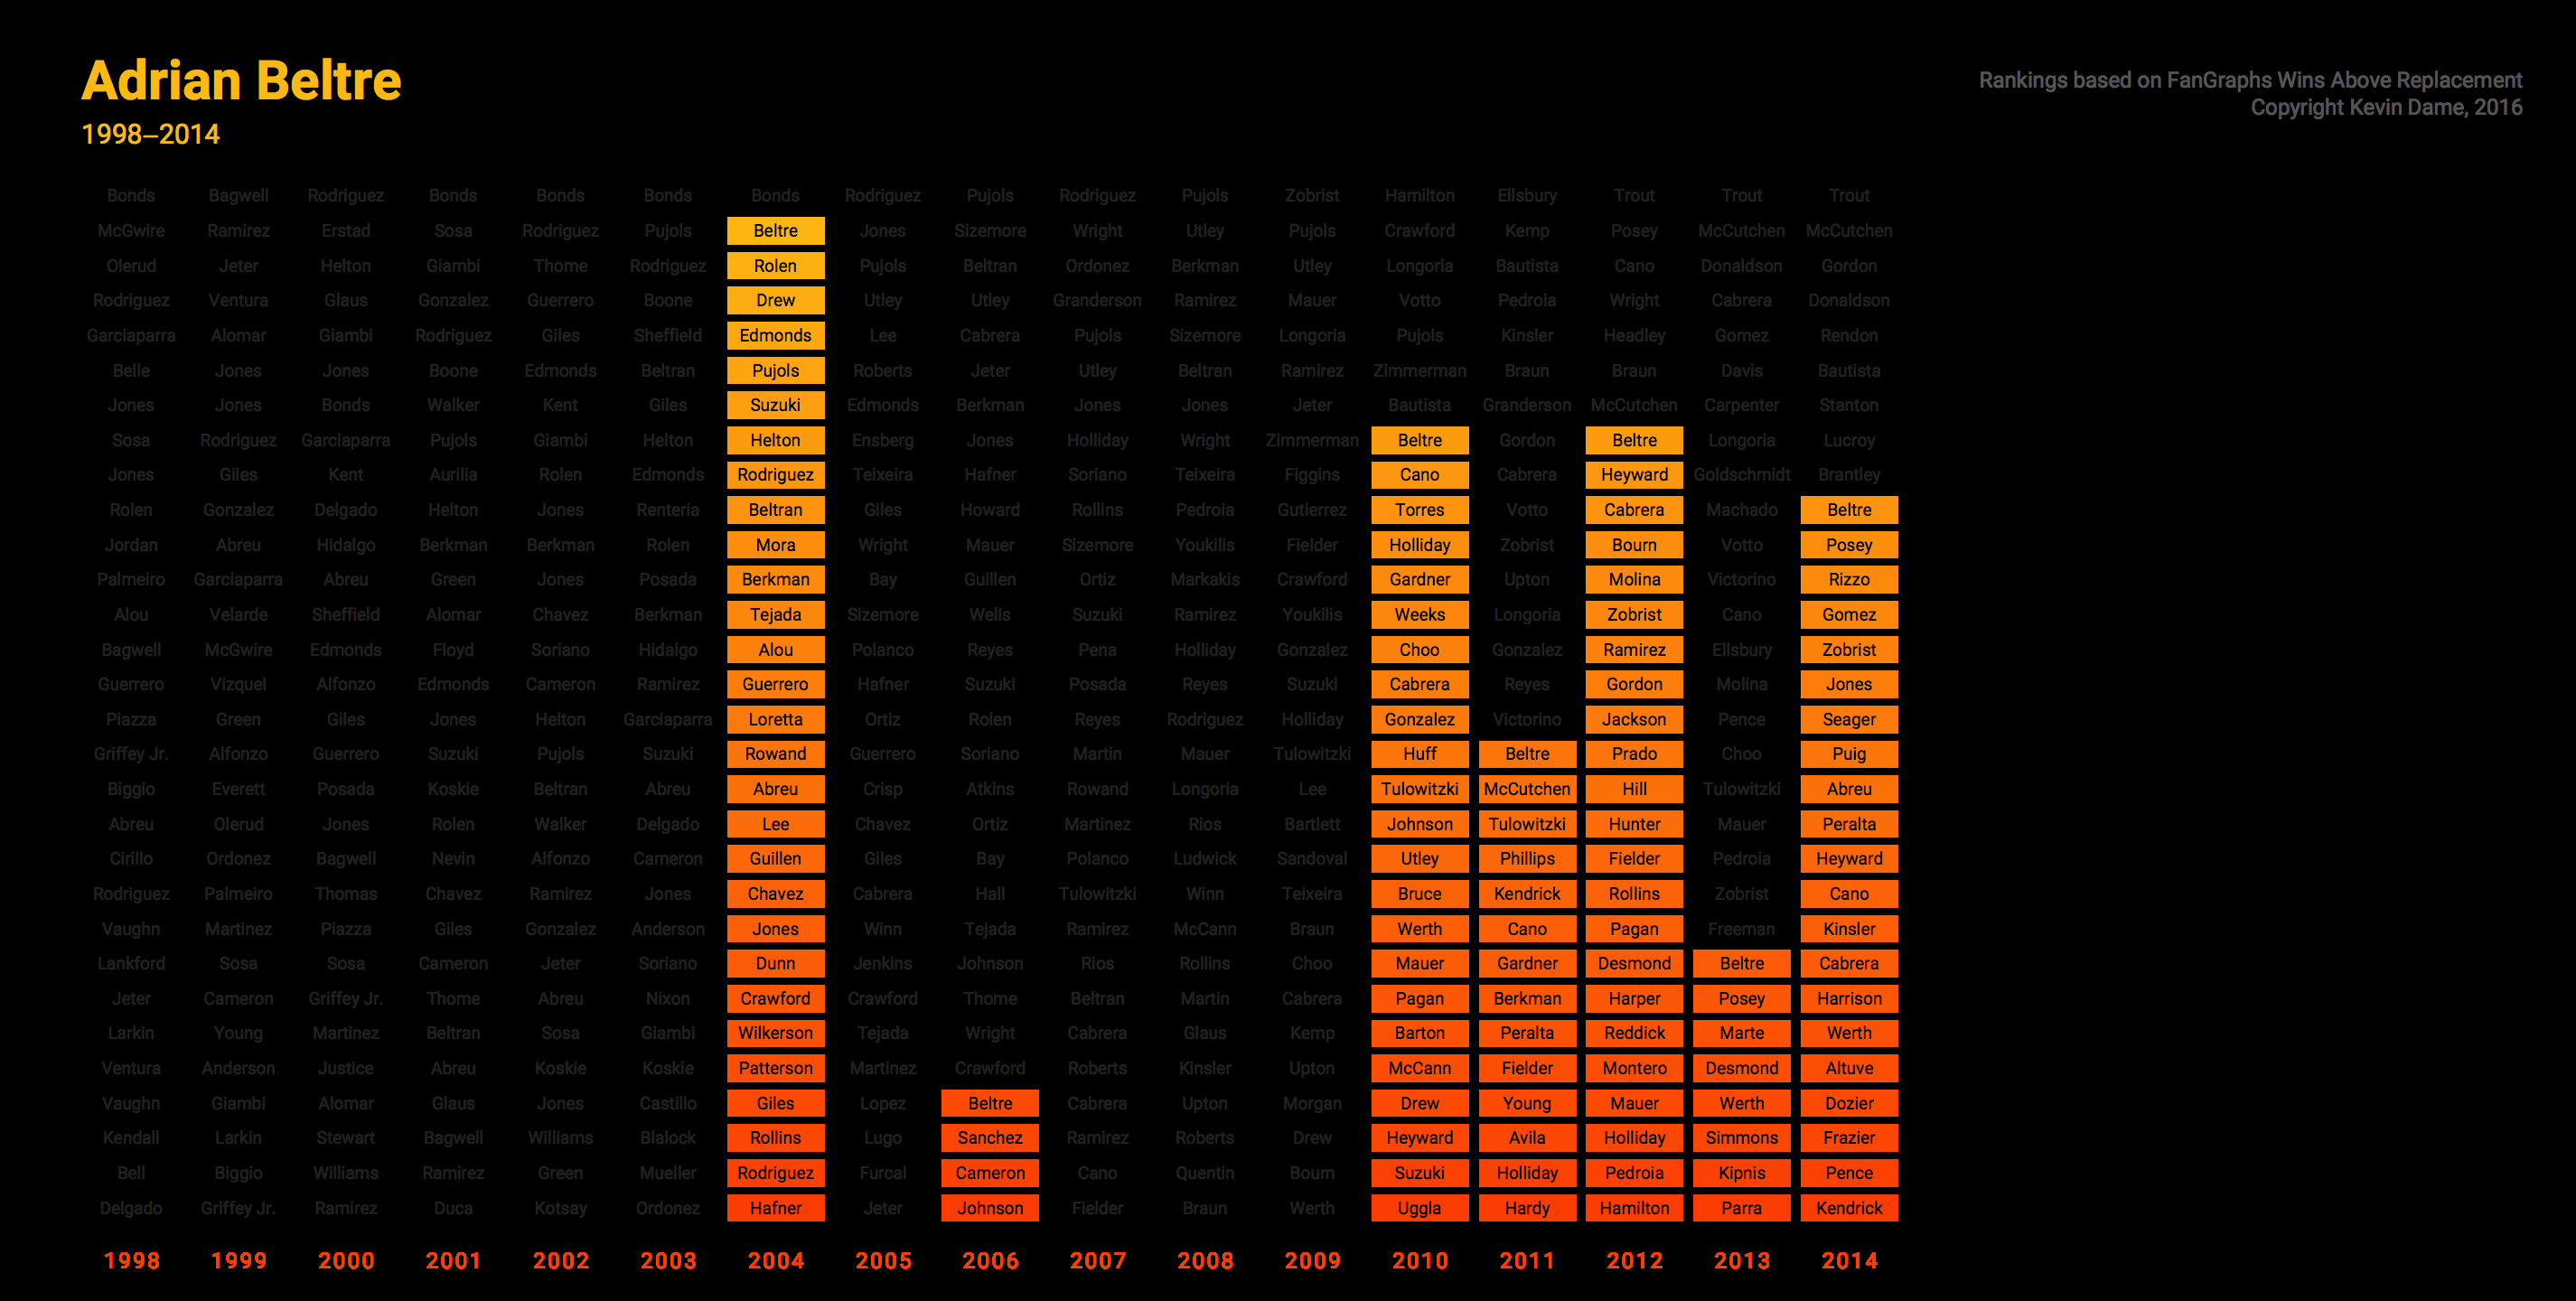 Adrian Beltre
1998–2014
Rankings based on FanGraphs Wins Above Replacement
Copyright Kevin Dame, 2016
Bonds Bagwell Rodriguez Bonds Bonds Bonds Bonds Rodriguez Pujols Rodriguez Pujols Zobrist Hamilton Ellsbury Trout Trout Trout
McGwire Ramirez Erstad Sosa Rodriguez Pujols Beltre Jones Sizemore Wright Utley Pujols Crawford Kemp Posey McCutchen McCutchen
Olerud Jeter Helton Giambi Thome Rodriguez Rolen Pujols Beltran Ordonez Berkman Utley Longoria Bautista Cano Donaldson Gordon
Rodriguez Ventura Glaus Gonzalez Guerrero Boone Drew Utley Utley Granderson Ramirez Mauer Votto Pedroia Wright Cabrera Donaldson
Garciaparra Alomar Giambi Rodriguez Giles Sheffield Edmonds Lee Cabrera Pujols Sizemore Longoria Pujols Kinsler Headley Gomez Rendon
Belle Jones Jones Boone Edmonds Beltran Pujols Roberts Jeter Utley Beltran Ramirez Zimmerman Braun Braun Davis Bautista
Jones Jones Bonds Walker Kent Giles Suzuki Edmonds Berkman Jones Jones Jeter Bautista Granderson McCutchen Carpenter Stanton
Sosa Rodriguez Garciaparra Pujols Giambi Helton Helton Ensberg Jones Holliday Wright Zimmerman Beltre Gordon Beltre Longoria Lucroy
Jones Giles Kent Aurilia Rolen Edmonds Rodriguez Teixeira Hafner Soriano Teixeira Figgins Cano Cabrera Heyward Goldschmidt Brantley
Rolen Gonzalez Delgado Helton Jones Renteria Beltran Giles Howard Rollins Pedroia Gutierrez Torres Votto Cabrera Machado Beltre
Jordan Abreu Hidalgo Berkman Berkman Rolen Mora Wright Mauer Sizemore Youkilis Fielder Holliday Zobrist Bourn Votto Posey
Palmeiro Garciaparra Abreu Green Jones Posada Berkman Bay Guillen Ortiz Markakis Crawford Gardner Upton Molina Victorino Rizzo
Alou Velarde Sheffield Alomar Chavez Berkman Tejada Sizemore Wells Suzuki Ramirez Youkilis Weeks Longoria Zobrist Cano Gomez
Bagwell McGwire Edmonds Floyd Soriano Hidalgo Alou Polanco Reyes Pena Holliday Gonzalez Choo Gonzalez Ramirez Ellsbury Zobrist
Guerrero Vizquel Alfonzo Edmonds Cameron Ramirez Guerrero Hafner Suzuki Posada Reyes Suzuki Cabrera Reyes Gordon Molina Jones
Piazza Green Giles Jones Helton Garciaparra Loretta Ortiz Rolen Reyes Rodriguez Holliday Gonzalez Victorino Jackson Pence Seager
Griffey Jr. Alfonzo Guerrero Suzuki Pujols Suzuki Rowand Guerrero Soriano Martin Mauer Tulowitzki Huff Beltre Prado Choo Puig
Biggio Everett Posada Koskie Beltran Abreu Abreu Crisp Atkins Rowand Longoria Lee Tulowitzki McCutchen Hill Tulowitzki Abreu
Abreu Olerud Jones Rolen Walker Delgado Lee Chavez Ortiz Martinez Rios Bartlett Johnson Tulowitzki Hunter Mauer Peralta
Cirillo Ordonez Bagwell Nevin Alfonzo Cameron Guillen Giles Bay Polanco Ludwick Sandoval Utley Phillips Fielder Pedroia Heyward
Rodriguez Palmeiro Thomas Chavez Ramirez Jones Chavez Cabrera Hall Tulowitzki Winn Teixeira Bruce Kendrick Rollins Zobrist Cano
Vaughn Martinez Piazza Giles Gonzalez Anderson Jones Winn Tejada Ramirez McCann Braun Werth Cano Pagan Freeman Kinsler
Lankford Sosa Sosa Cameron Jeter Soriano Dunn Jenkins Johnson Rios Rollins Choo Mauer Gardner Desmond Beltre Cabrera
Jeter Cameron Griffey Jr. Thome Abreu Nixon Crawford Crawford Thome Beltran Martin Cabrera Pagan Berkman Harper Posey Harrison
Larkin Young Martinez Beltran Sosa Giambi Wilkerson Tejada Wright Cabrera Glaus Kemp Barton Peralta Reddick Marte Werth
Ventura Anderson Justice Abreu Koskie Koskie Patterson Martinez Crawford Roberts Kinsler Upton McCann Fielder Montero Desmond Altuve
Vaughn Giambi Alomar Glaus Jones Castillo Giles Lopez Beltre Cabrera Upton Morgan Drew Young Mauer Werth Dozier
Kendall Larkin Stewart Bagwell Williams Blalock Rollins Lugo Sanchez Ramirez Roberts Drew Heyward Avila Holliday Simmons Frazier
Bell Biggio Williams Ramirez Green Mueller Rodriguez Furcal Cameron Cano Quentin Bourn Suzuki Holliday Pedroia Kipnis Pence
Delgado Griffey Jr. Ramirez Duca Kotsay Ordonez Hafner Jeter Johnson Fielder Braun Werth Uggla Hardy Hamilton Parra Kendrick
1998 1999 2000 2001 2002 2003 2004 2005 2006 2007 2008 2009 2010 2011 2012 2013 2014